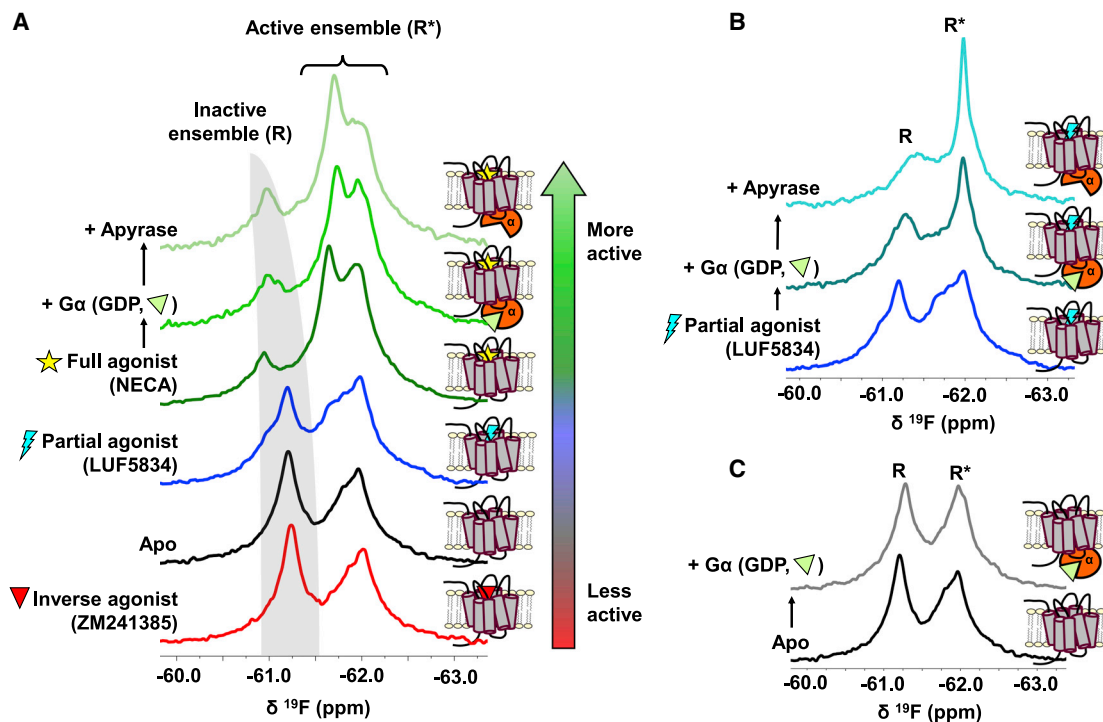 A
Active ensemble (R*)
Inactive
ensemble (R)
+ Apyrase
α
+ Gα (GDP, )
α
Full agonist
(NECA)
Partial agonist
(LUF5834)
Apo
Inverse agonist
(ZM241385)
More
active
Less
active
-60.0 -61.0 -62.0 -63.0
δ ¹⁹F (ppm)
B
R*
R
+ Apyrase
α
+ Gα (GDP, )
α
Partial agonist
(LUF5834)
-60.0 -61.0 -62.0 -63.0
δ ¹⁹F (ppm)
C
R R*
+ Gα (GDP, )
α
Apo
-60.0 -61.0 -62.0 -63.0
δ ¹⁹F (ppm)